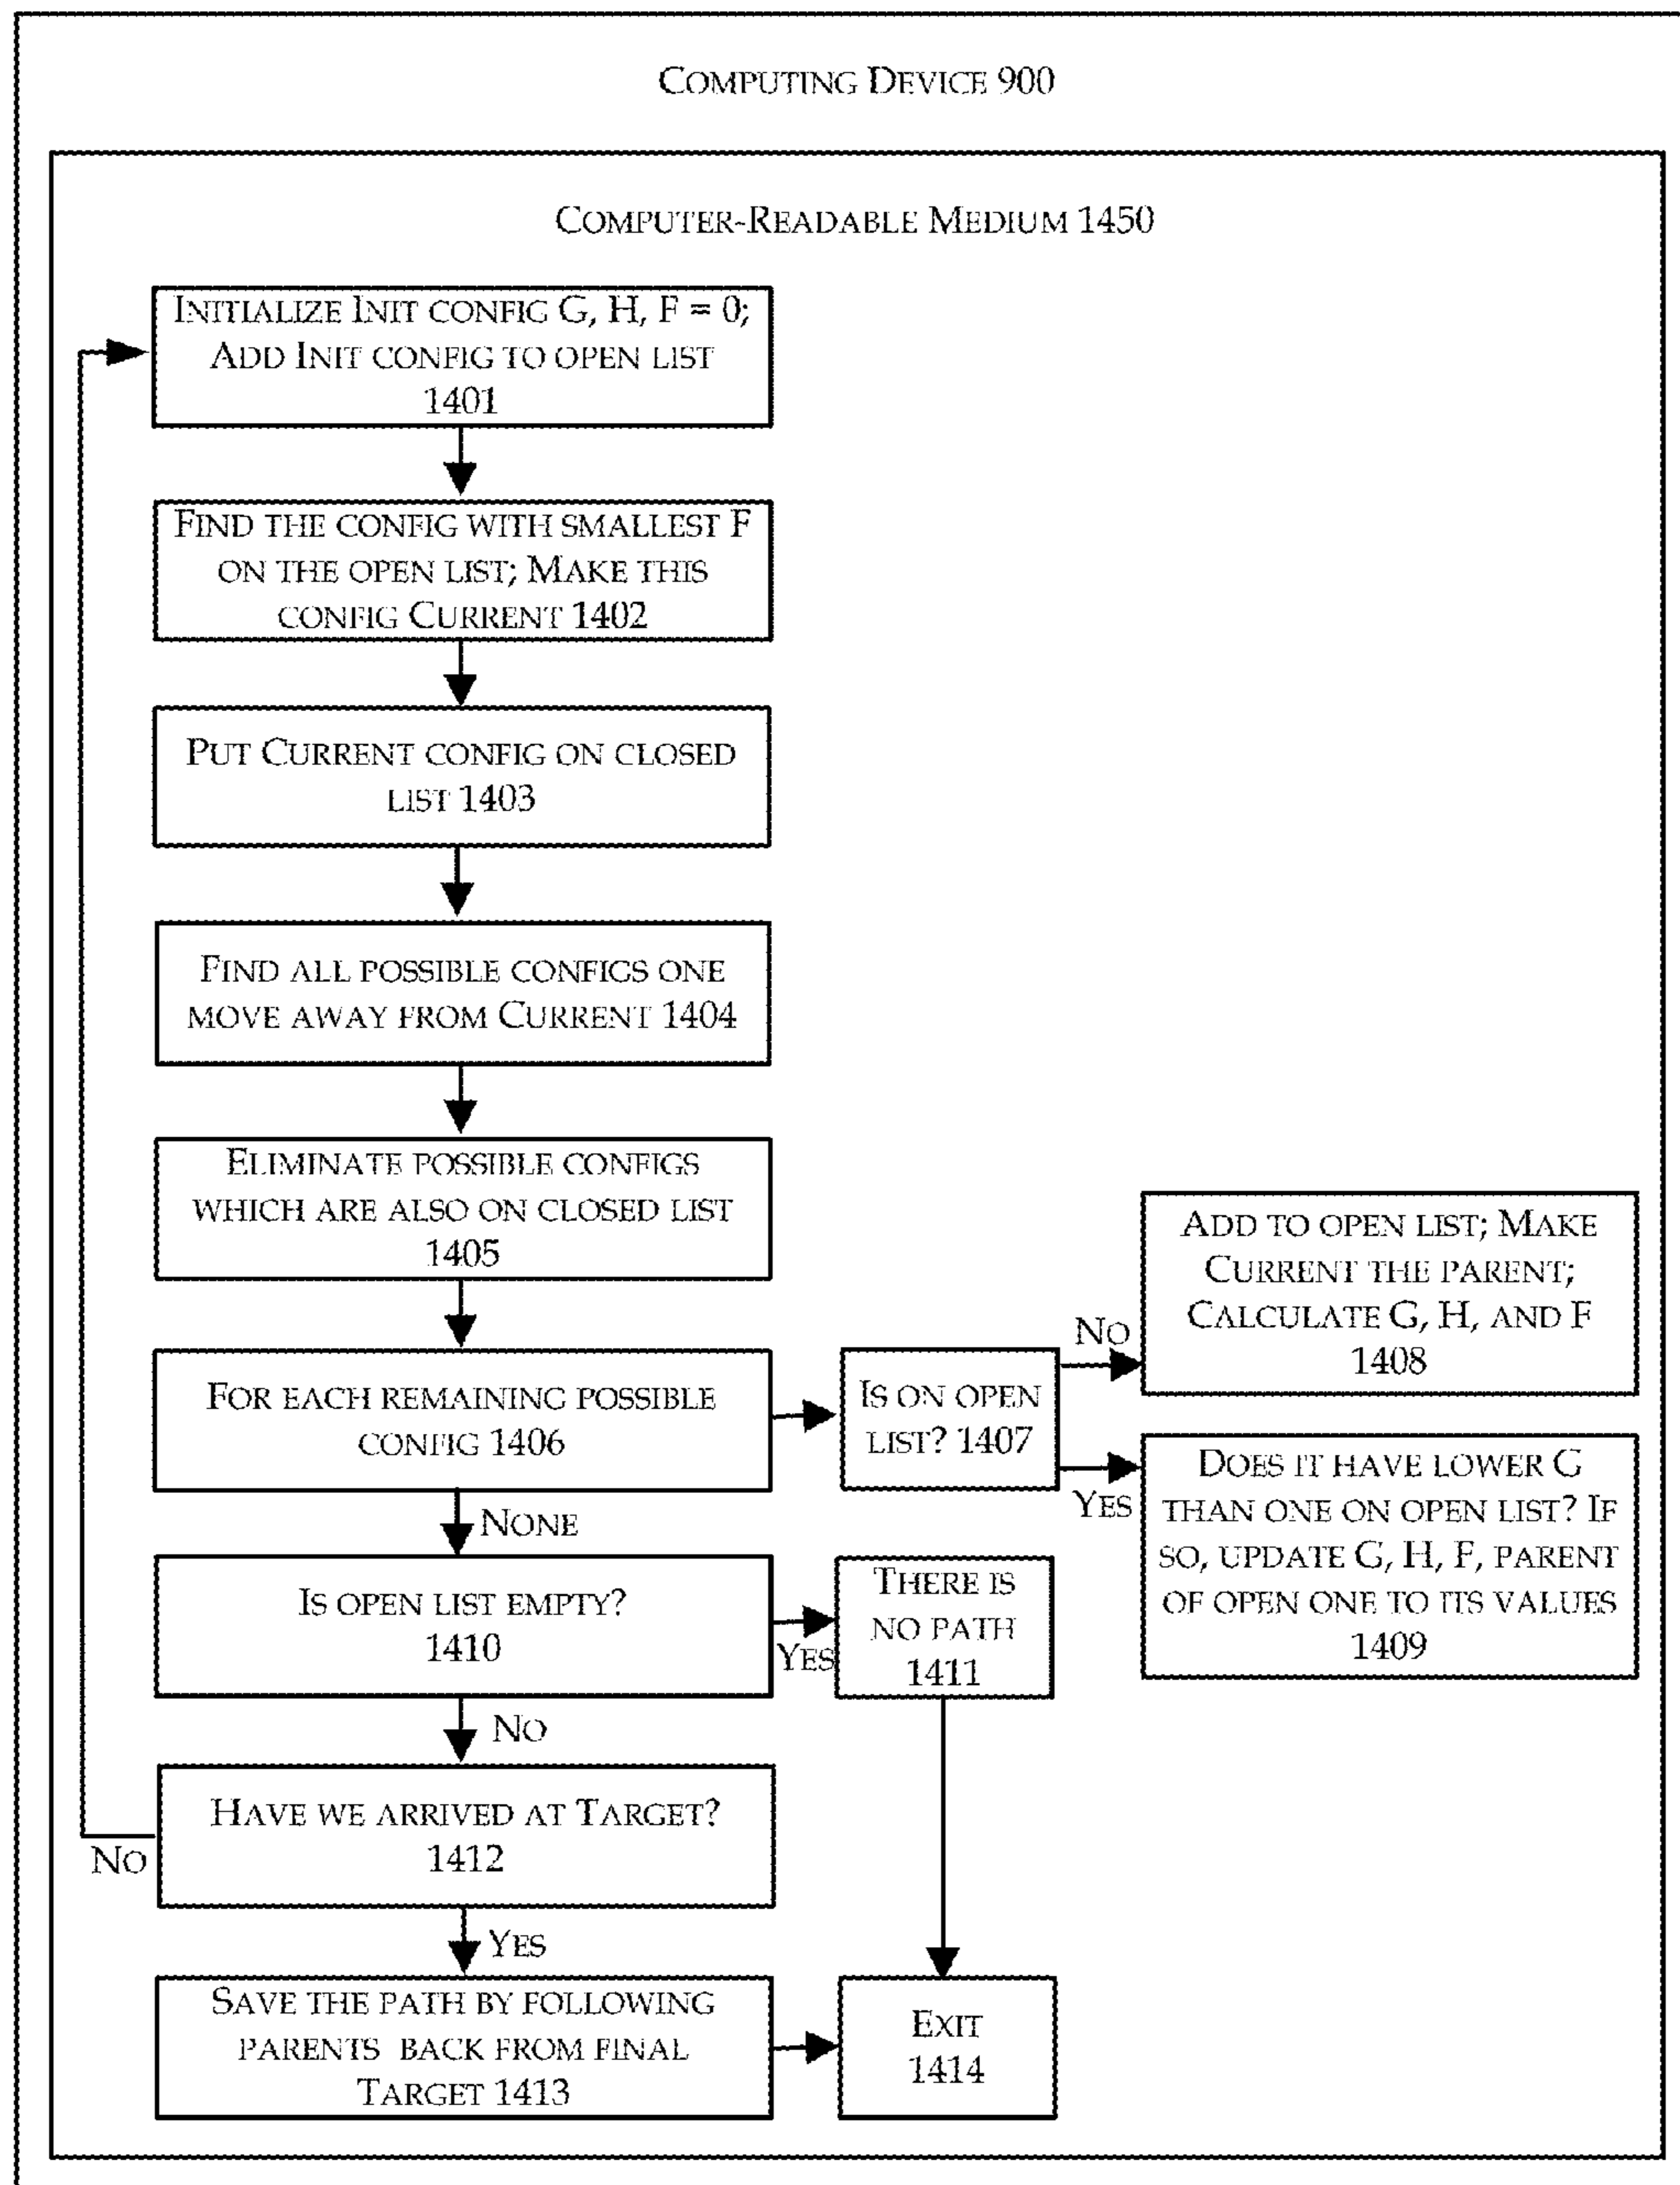 COMPUTING DEVICE 900
COMPUTER-READABLE MEDIUM 1450
INITIALIZE INIT CONFIG G, H, F = 0;
ADD INIT CONFIG TO OPEN LIST
1401
FIND THE CONFIG WITH SMALLEST F
ON THE OPEN LIST; MAKE THIS
CONFIG CURRENT 1402
PUT CURRENT CONFIG ON CLOSED
LIST 1403
FIND ALL POSSIBLE CONFIGS ONE
MOVE AWAY FROM CURRENT 1404
ELIMINATE POSSIBLE CONFIGS
WHICH ARE ALSO ON CLOSED LIST
1405
FOR EACH REMAINING POSSIBLE
CONFIG 1406
IS ON OPEN
LIST? 1407
NO
ADD TO OPEN LIST; MAKE
CURRENT THE PARENT;
CALCULATE G, H, AND F
1408
YES
DOES IT HAVE LOWER G
THAN ONE ON OPEN LIST? IF
SO, UPDATE G, H, F, PARENT
OF OPEN ONE TO ITS VALUES
1409
NONE
IS OPEN LIST EMPTY?
1410
YES
THERE IS
NO PATH
1411
NO
HAVE WE ARRIVED AT TARGET?
1412
NO
YES
SAVE THE PATH BY FOLLOWING
PARENTS BACK FROM FINAL
TARGET 1413
EXIT
1414